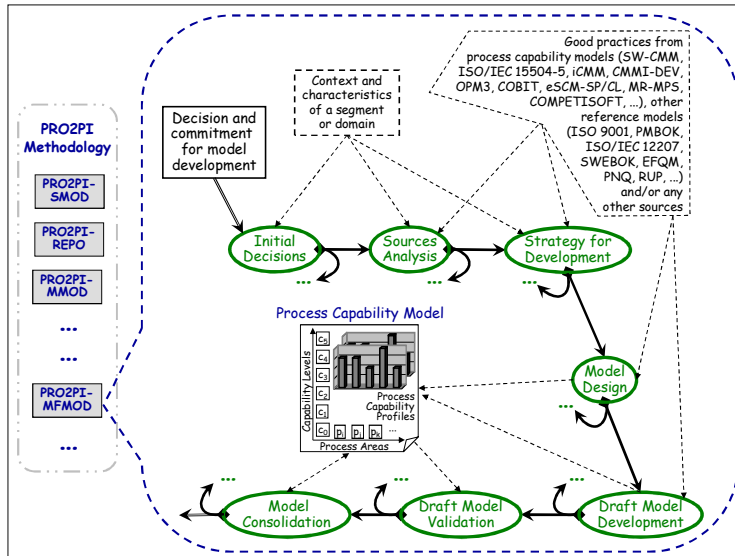 PRO2PI
Methodology
PRO2PI-
SMOD
PRO2PI-
REPO
PRO2PI-
MMOD
...
...
PRO2PI-
MFMOD
...
Decision and
commitment
for model
development
Context and
characteristics
of a segment
or domain
Good practices from
process capability models (SW-CMM,
ISO/IEC 15504-5, iCMM, CMMI-DEV,
OPM3, COBIT, eSCM-SP/CL, MR-MPS,
COMPETISOFT, ...), other
reference models
(ISO 9001, PMBOK,
ISO/IEC 12207,
SWEBOK, EFQM,
PNQ, RUP, ...)
and/or any
other sources
Initial
Decisions
...
Sources
Analysis
...
Strategy for
Development
...
Model
Design
...
Process Capability Model
Capability Levels
C5
C4
C3
C2
C1
C0
Pi
Pj
Pk
...
Process
Capability
Profiles
Process Areas
Model
Consolidation
...
Draft Model
Validation
...
Draft Model
Development
...